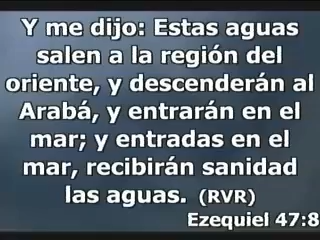 Y me dijo: Estas aguas
salen a la región del
oriente, y descenderán al
Arabá, y entrarán en el
mar; y entradas en el
mar, recibirán sanidad
las aguas. (RVR)
Ezequiel 47:8